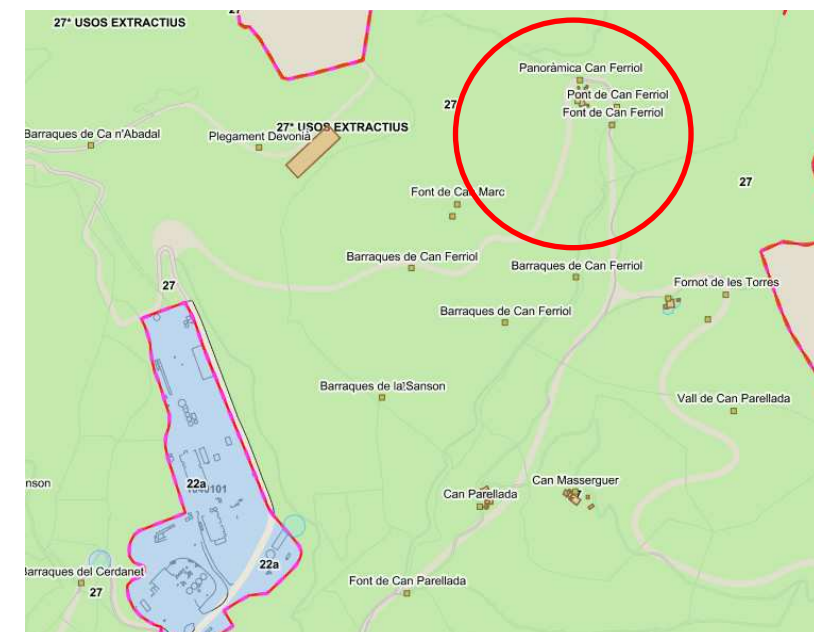 27
27* USOS EXTRACTIUS
Panoràmica Can Ferriol
Pont de Can Ferriol
27
Font de Can Ferriol
27* USOS EXTRACTIUS
Barraques de Ca n'Abadal
Plegament Devonià
27
Font de Can Marc
Barraques de Can Ferriol
Barraques de Can Ferriol
Fornot de les Torres
27
Barraques de Can Ferriol
Barraques de la Sanson
Vall de Can Parellada
nson
22a
Can Parellada
Can Masserguer
22a
Barraques del Cerdanet
27
Font de Can Parellada